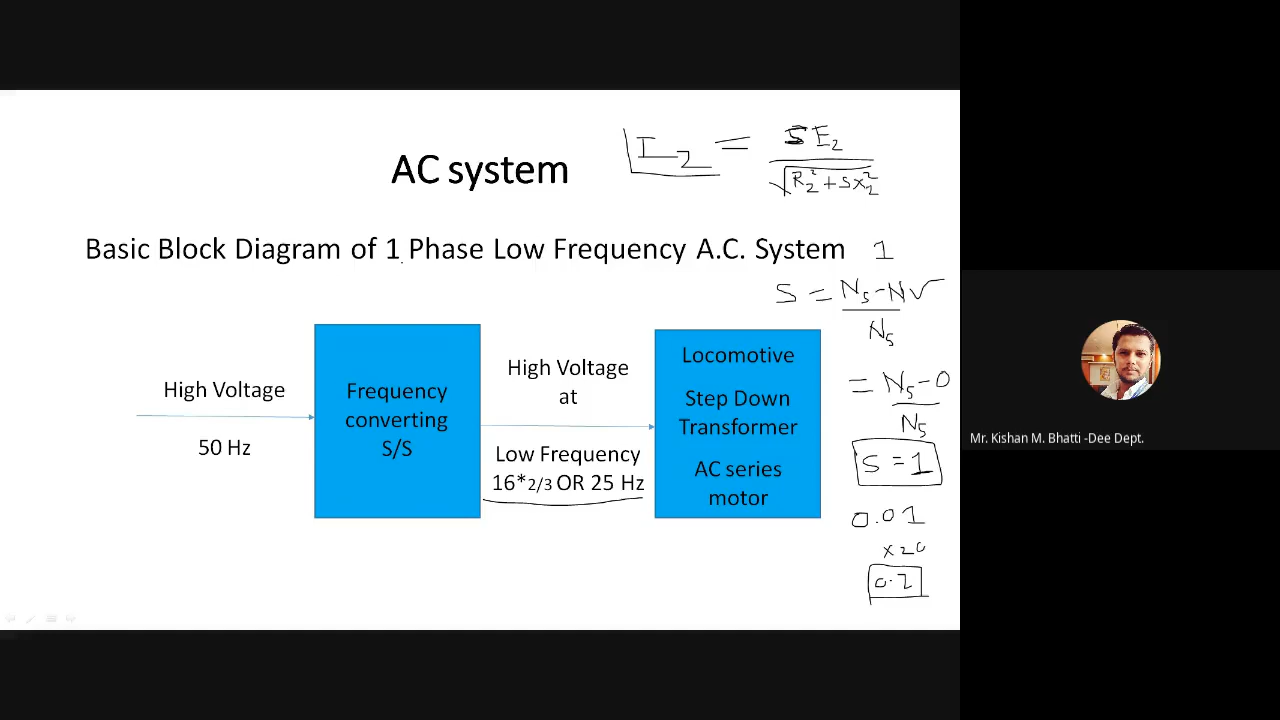 AC system
I₂ = SE₂ / √R₂² + SX₂²
Basic Block Diagram of 1 Phase Low Frequency A.C. System
1
S = Nₛ - N √ / Nₛ
= Nₛ - 0 / Nₛ
S = 1
0.01
x 20
0.2
High Voltage
50 Hz
Frequency
converting
S/S
High Voltage
at
Low Frequency
16*2/3 OR 25 Hz
Locomotive
Step Down
Transformer
AC series
motor
Mr. Kishan M. Bhatti -Dee Dept.